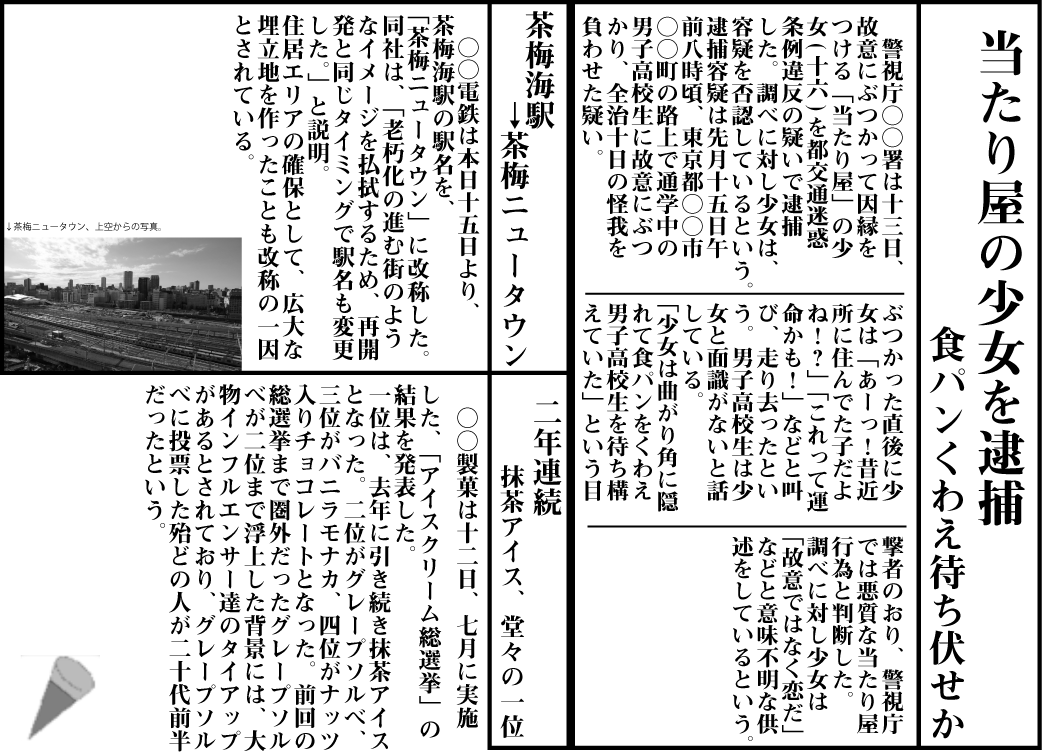 当たり屋の少女を逮捕
食パンくわえ待ち伏せか
警視庁〇〇署は十三日、
故意にぶつかって因縁を
つける「当たり屋」の少
女(十六)を都交通迷惑
条例違反の疑いで逮捕
した。調べに対し少女は、
容疑を否認しているという。
逮捕容疑は先月十五日午
前八時頃、東京都〇〇市
〇〇町の路上で通学中の
男子高校生に故意にぶつ
かり、全治十日の怪我を
負わせた疑い。
ぶつかった直後に少
女は「あーっ!昔近
所に住んでた子だよ
ね!?」「これって運
命かも!」などと叫
び、走り去ったとい
う。男子高校生は少
女と面識がないと話
している。
「少女は曲がり角に隠
れて食パンをくわえ
男子高校生を待ち構
えていた」という目
撃者のおり、警視庁
では悪質な当たり屋
行為と判断した。
調べに対し少女は
「故意ではなく恋だ」
などと意味不明な供
述をしているという。
茶梅海駅
→茶梅ニュータウン
〇〇電鉄は本日十五日より、
茶梅海駅の駅名を、
「茶梅ニュータウン」に改称した。
同社は、「老朽化の進む街のよう
なイメージを払拭するため、再開
発と同じタイミングで駅名も変更
した。」と説明。
住居エリアの確保として、広大な
埋立地を作ったことも改称の一因
とされている。
↓茶梅ニュータウン、上空からの写真。
二年連続
抹茶アイス、堂々の一位
〇〇製菓は十二日、七月に実施
した、「アイスクリーム総選挙」の
結果を発表した。
一位は、去年に引き続き抹茶アイス
となった。二位がグレープソルベ、
三位がバニラモナカ、四位がナッツ
入りチョコレートとなった。前回の
総選挙まで圏外だったグレープソル
ベが二位まで浮上した背景には、大
物インフルエンサー達のタイアップ
があるとされており、グレープソル
ベに投票した殆どの人が二十代前半
だったという。